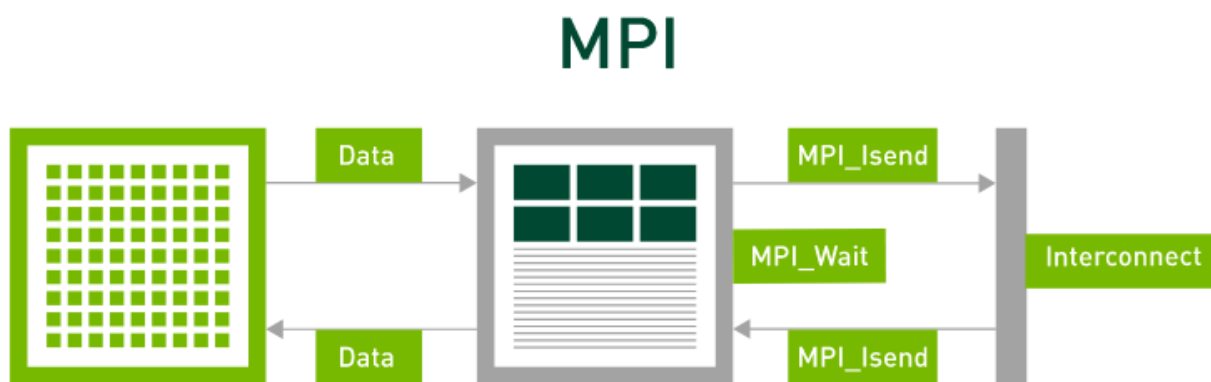 MPI
Data
MPI_Isend
MPI_Wait
Interconnect
Data
MPI_Isend